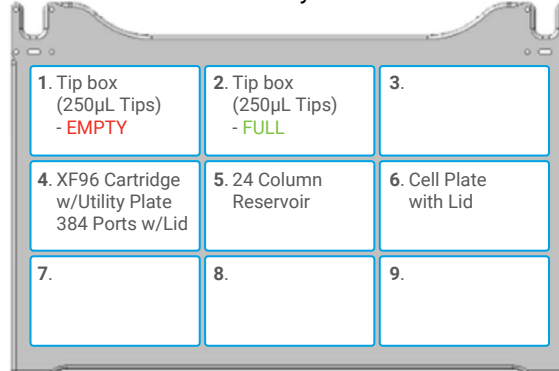 1. Tip box
(250µL Tips)
- EMPTY
2. Tip box
(250µL Tips)
- FULL
3.
4. XF96 Cartridge
w/Utility Plate
384 Ports w/Lid
5. 24 Column
Reservoir
6. Cell Plate
with Lid
7.
8.
9.